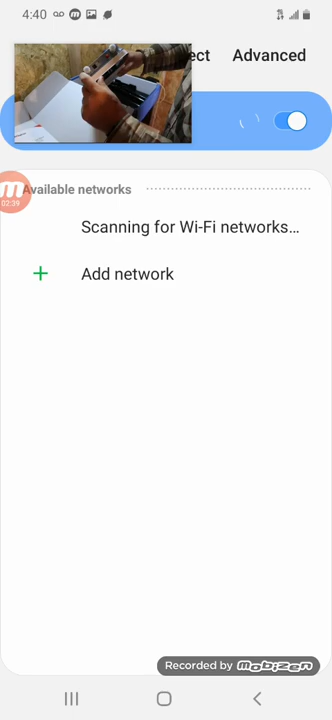 4:40
ect
Advanced
Available networks
02:39
Scanning for Wi-Fi networks...
+ Add network
Recorded by mobizen